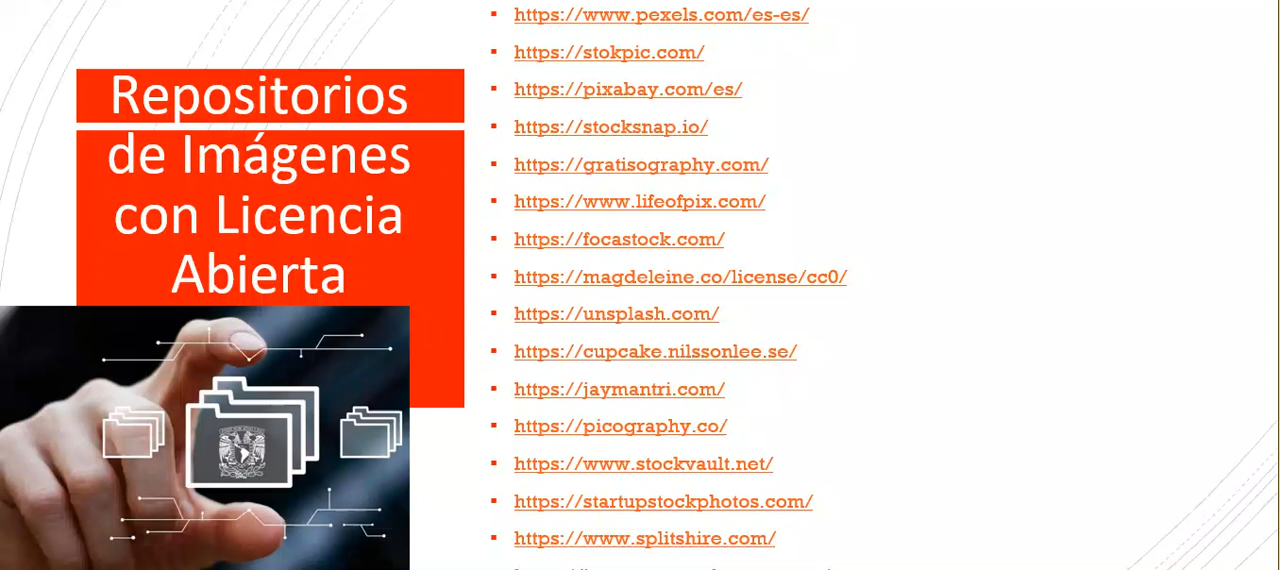 Repositorios
de Imágenes
con Licencia
Abierta
https://www.pexels.com/es-es/
https://stokpic.com/
https://pixabay.com/es/
https://stocksnap.io/
https://gratisography.com/
https://www.lifeofpix.com/
https://focastock.com/
https://magdeleine.co/license/cc0/
https://unsplash.com/
https://cupcake.nilssonlee.se/
https://jaymantri.com/
https://picography.co/
https://www.stockvault.net/
https://startupstockphotos.com/
https://www.splitshire.com/